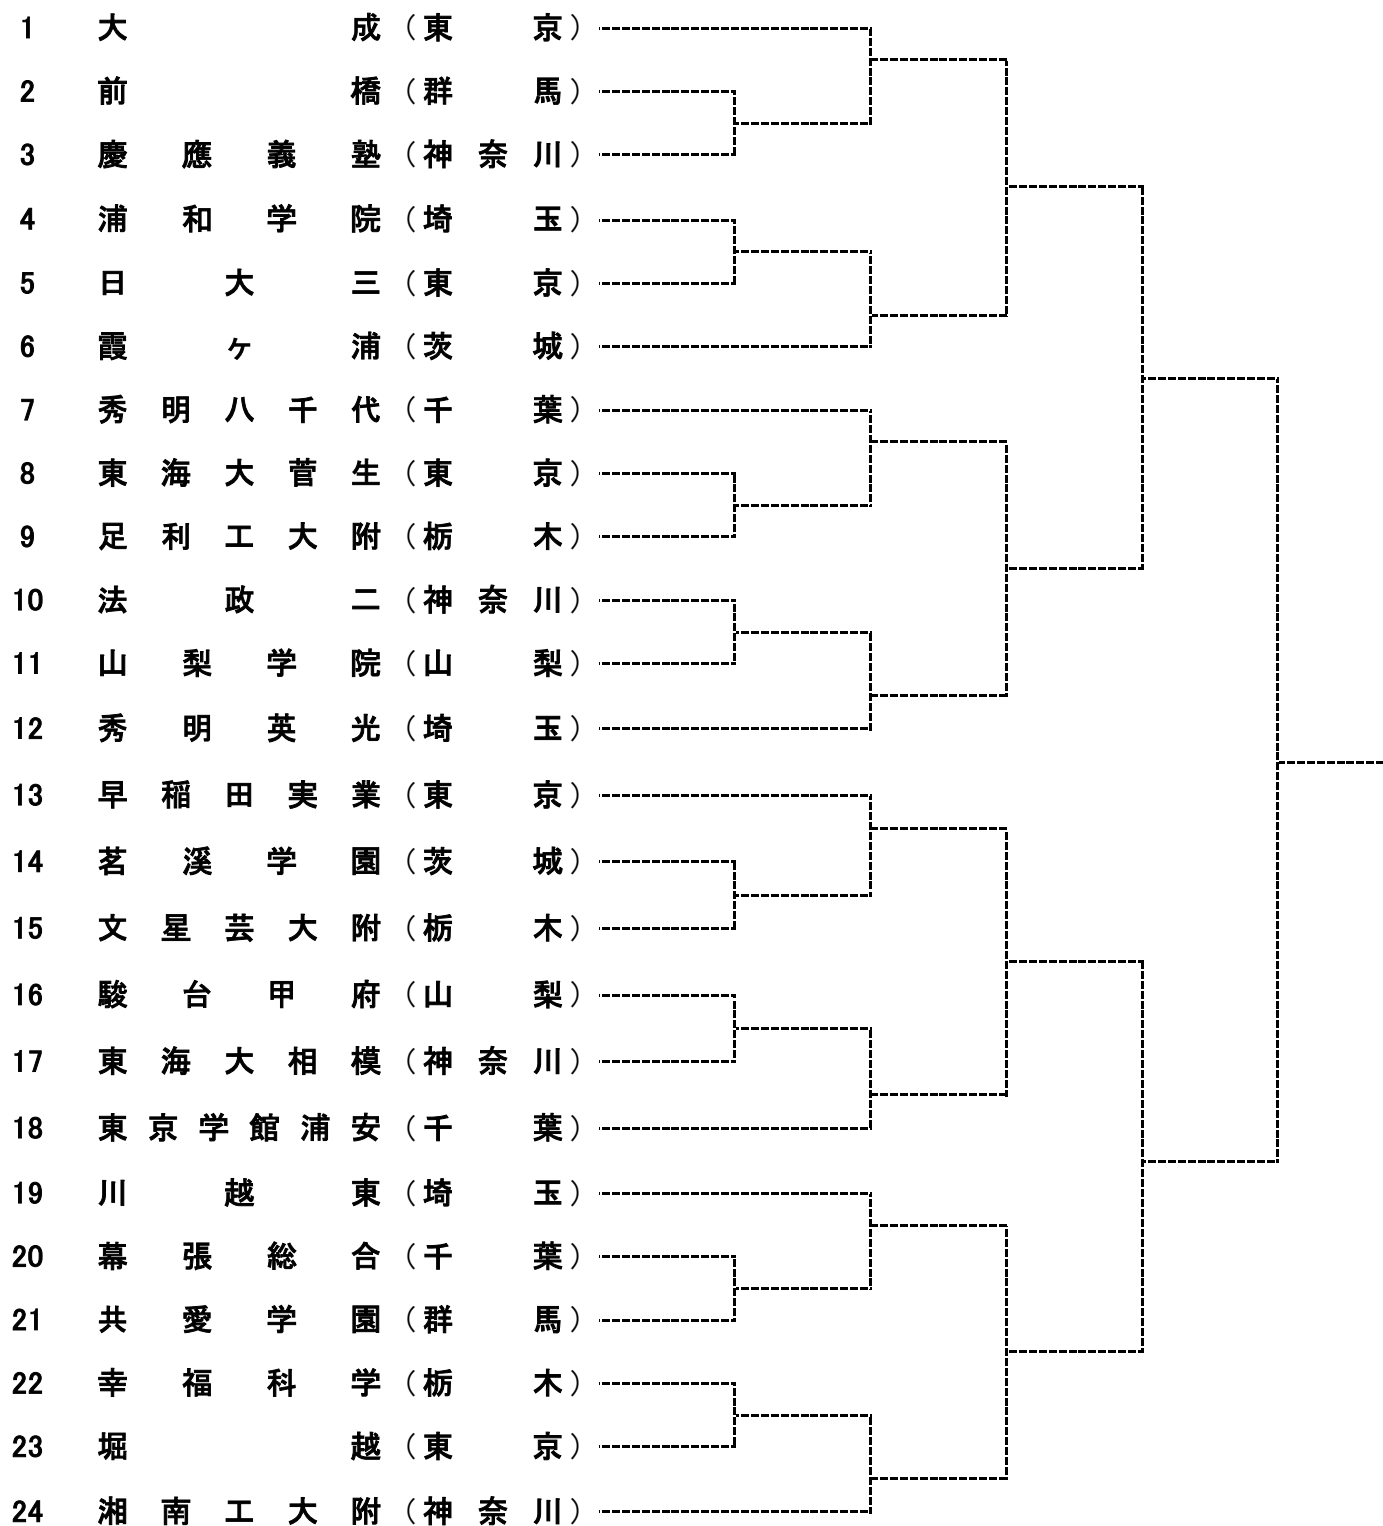 1 大成（東京）
2 前橋（群馬）
3 慶應義塾（神奈川）
4 浦和学院（埼玉）
5 日大三（東京）
6 霞ヶ浦（茨城）
7 秀明八千代（千葉）
8 東海大菅生（東京）
9 足利工大附（栃木）
10 法政二（神奈川）
11 山梨学院（山梨）
12 秀明英光（埼玉）
13 早稲田実業（東京）
14 茗溪学園（茨城）
15 文星芸大附（栃木）
16 駿台甲府（山梨）
17 東海大相模（神奈川）
18 東京学館浦安（千葉）
19 川越東（埼玉）
20 幕張総合（千葉）
21 共愛学園（群馬）
22 幸福科学（栃木）
23 堀越（東京）
24 湘南工大附（神奈川）